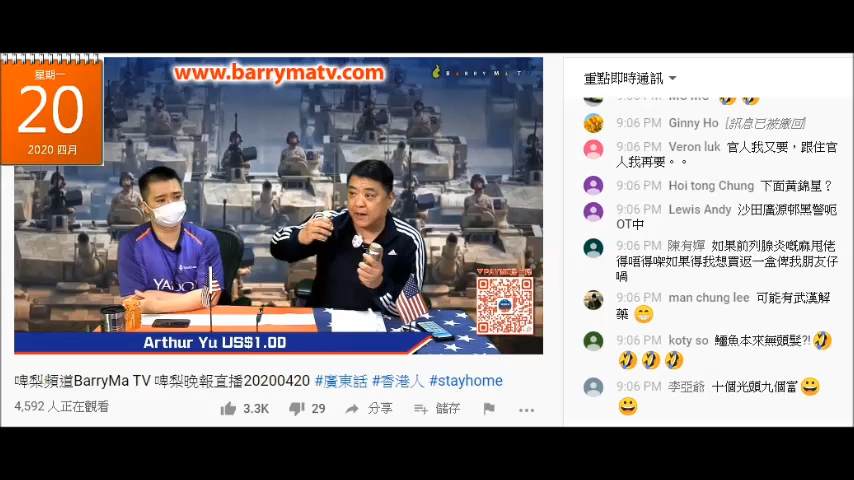 www.barrymatv.com
BARRYMAT
星期一
20
2020 四月
YAHOO
PAYME
Arthur Yu US$1.00
啤梨頻道BarryMa TV 啤梨晚報直播20200420 #廣東話 #香港人 #stayhome
4,592 人正在觀看
3.3K
29
分享
儲存
重點即時通訊
9:06 PM MC MC 🤣🤣
9:06 PM Ginny Ho [訊息已被撤回]
9:06 PM Veron luk 官人我又要，跟住官
人我再要。。
9:06 PM Hoi tong Chung 下面黃錦星？
9:06 PM Lewis Andy 沙田廣源邨黑警呃
OT中
9:06 PM 陳有嬋 如果前列腺炎嘅麻甩佬
得唔得㗎如果得我想買返一盒俾我朋友仔
喎
9:06 PM man chung lee 可能有武漢解
藥😁
9:06 PM koty so 鱷魚本來無頭髮?!🤣
🤣🤣🤣
9:06 PM 李亞爺 十個光頭九個富😀
😀